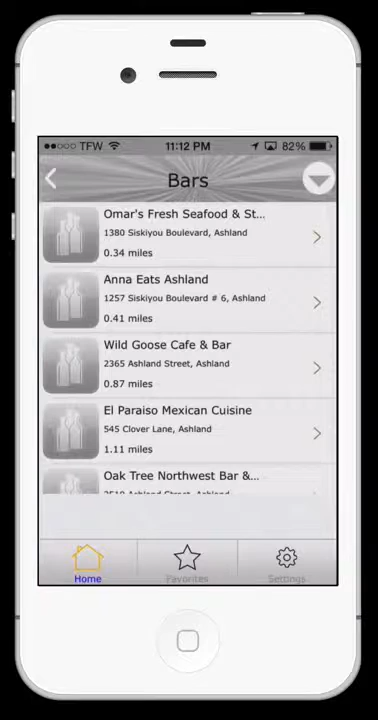 TFW 11:12 PM 82%
Bars
Omar's Fresh Seafood & St...
1380 Siskiyou Boulevard, Ashland
0.34 miles
Anna Eats Ashland
1257 Siskiyou Boulevard # 6, Ashland
0.41 miles
Wild Goose Cafe & Bar
2365 Ashland Street, Ashland
0.87 miles
El Paraiso Mexican Cuisine
545 Clover Lane, Ashland
1.11 miles
Oak Tree Northwest Bar &...
Ashland Street, Ashland
Home Favorites Settings